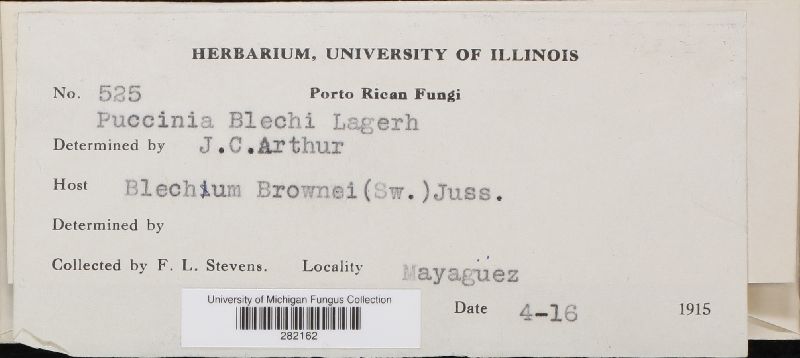 HERBARIUM, UNIVERSITY OF ILLINOIS
No. 525 Porto Rican Fungi
Puccinia Blechi Lagerh
Determined by J.C.Arthur
Host Blechium Brownei(Sw.)Juss.
Determined by
Collected by F. L. Stevens. Locality Mayagüez
University of Michigan Fungus Collection
282162
Date 4-16 1915